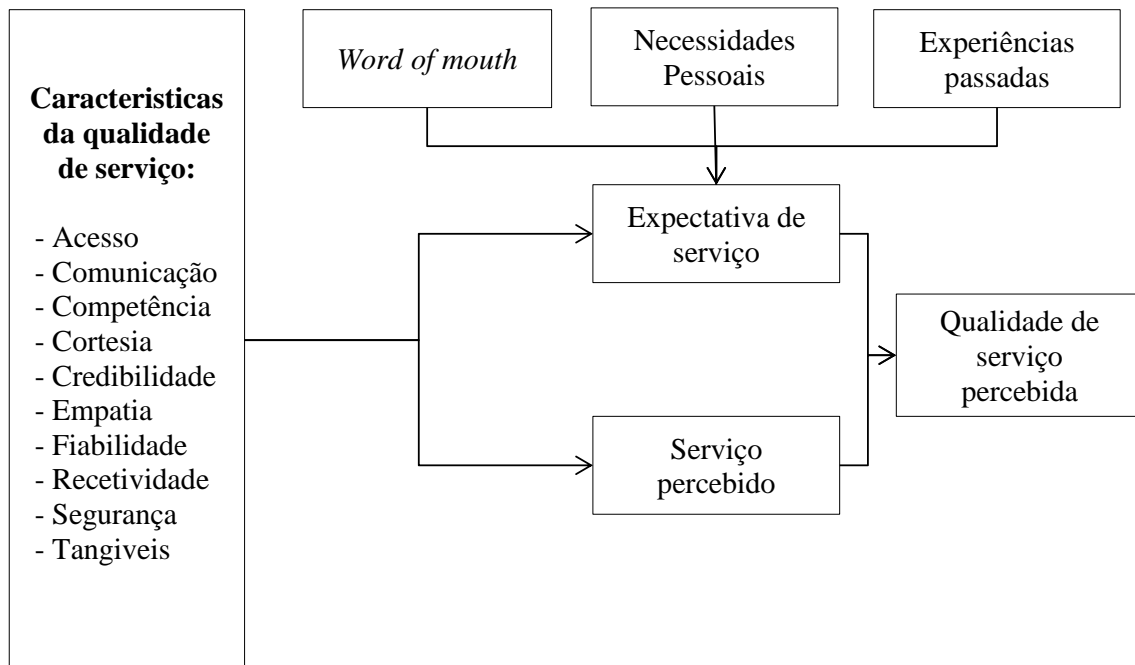 Caracteristicas
da qualidade
de serviço:
- Acesso
- Comunicação
- Competência
- Cortesia
- Credibilidade
- Empatia
- Fiabilidade
- Recetividade
- Segurança
- Tangiveis
Word of mouth
Necessidades
Pessoais
Experiências
passadas
Expectativa de
serviço
Serviço
percebido
Qualidade de
serviço
percebida